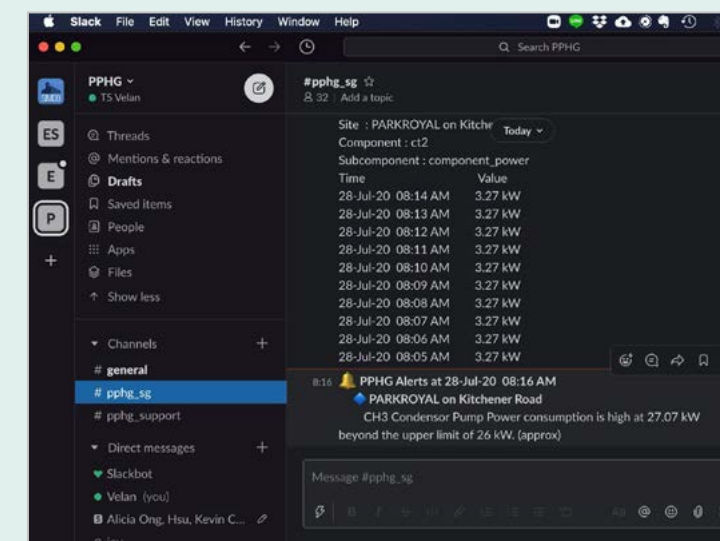 Slack File Edit View History Window Help
Search PPHG
PPHG
TS Velan
ES
E
P
Threads
Mentions & reactions
Drafts
Saved items
People
Apps
Files
Show less
Channels
# general
# pphg_sg
# pphg_support
Direct messages
Slackbot
Velan (you)
8 Alicia Ong, Hsu, Kevin C...
#pphg_sg
32 | Add a topic
Today
Site : PARKROYAL on Kitche
Component : ct2
Subcomponent : component_power
Time Value
28-Jul-20 08:14 AM 3.27 kW
28-Jul-20 08:13 AM 3.27 kW
28-Jul-20 08:12 AM 3.27 kW
28-Jul-20 08:11 AM 3.27 kW
28-Jul-20 08:10 AM 3.27 kW
28-Jul-20 08:09 AM 3.27 kW
28-Jul-20 08:08 AM 3.27 kW
28-Jul-20 08:07 AM 3.27 kW
28-Jul-20 08:06 AM 3.27 kW
28-Jul-20 08:05 AM 3.27 kW
8:16 PPHG Alerts at 28-Jul-20 08:16 AM
PARKROYAL on Kitchener Road
CH3 Condensor Pump Power consumption is high at 27.07 kW
beyond the upper limit of 26 kW. (approx)
Message #pphg_sg
Aa @